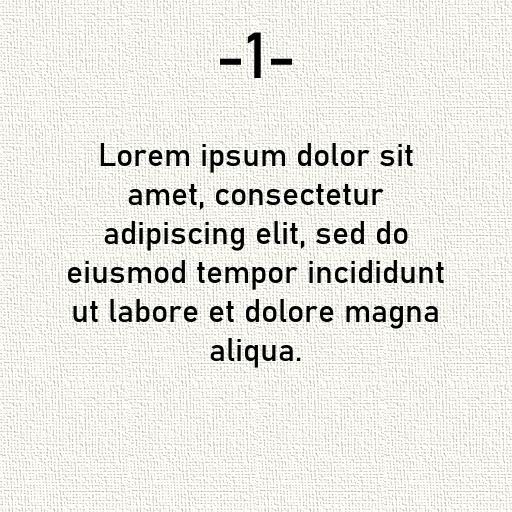 -1-
Lorem ipsum dolor sit
amet, consectetur
adipiscing elit, sed do
eiusmod tempor incididunt
ut labore et dolore magna
aliqua.